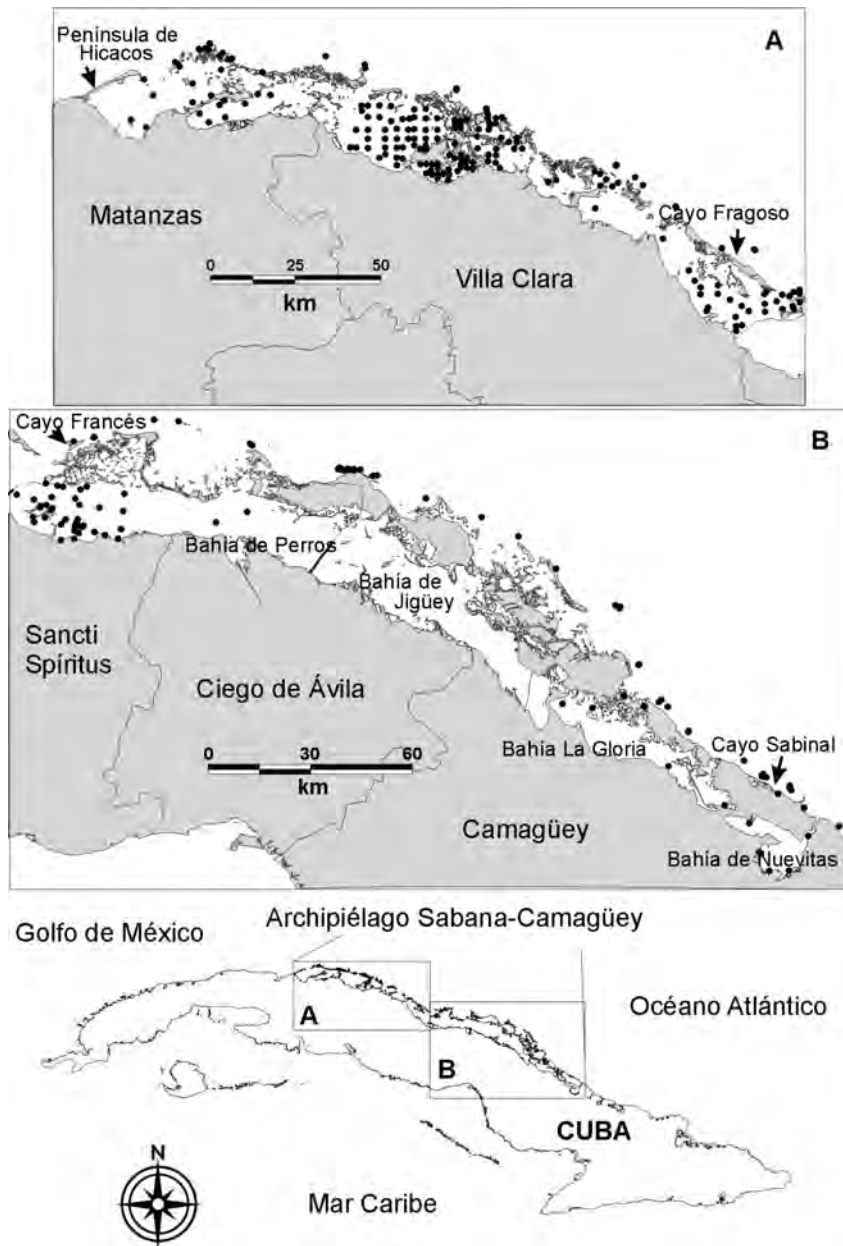 Península de
Hicacos
A
Matanzas
Cayo Fragoso
0 25 50
km
Villa Clara
Cayo Francés
B
Bahía de Perros
Bahía de
Jigüey
Sancti
Spíritus
Ciego de Ávila
0 30 60
km
Bahía La Gloria
Cayo Sabinal
Camagüey
Bahía de Nuevitas
Archipiélago Sabana-Camagüey
Golfo de México
Océano Atlántico
A
B
CUBA
N
Mar Caribe